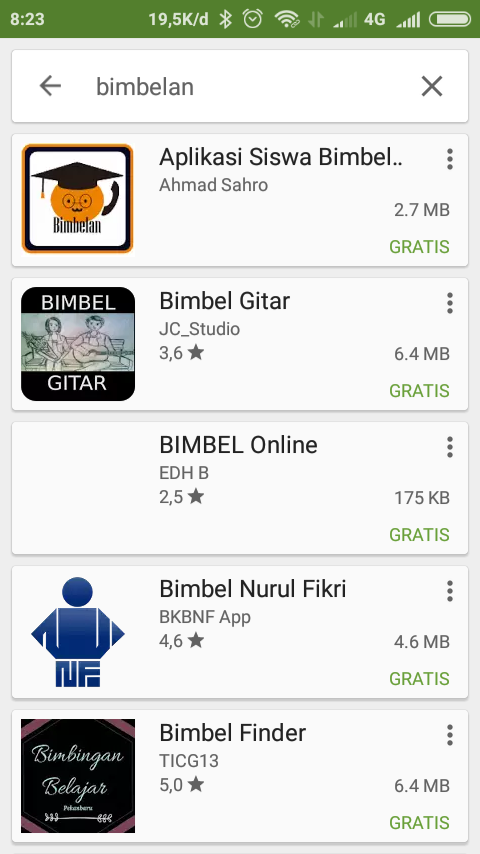 8:23
19,5K/d
4G
bimbelan
Bimbelan
Aplikasi Siswa Bimbel..
Ahmad Sahro
2.7 MB
GRATIS
BIMBEL
GITAR
Bimbel Gitar
JC_Studio
3,6
6.4 MB
GRATIS
BIMBEL Online
EDH B
2,5
175 KB
GRATIS
NF
Bimbel Nurul Fikri
BKBNF App
4,6
4.6 MB
GRATIS
Bimbingan
Belajar
Pekanbaru
Bimbel Finder
TICG13
5,0
6.4 MB
GRATIS